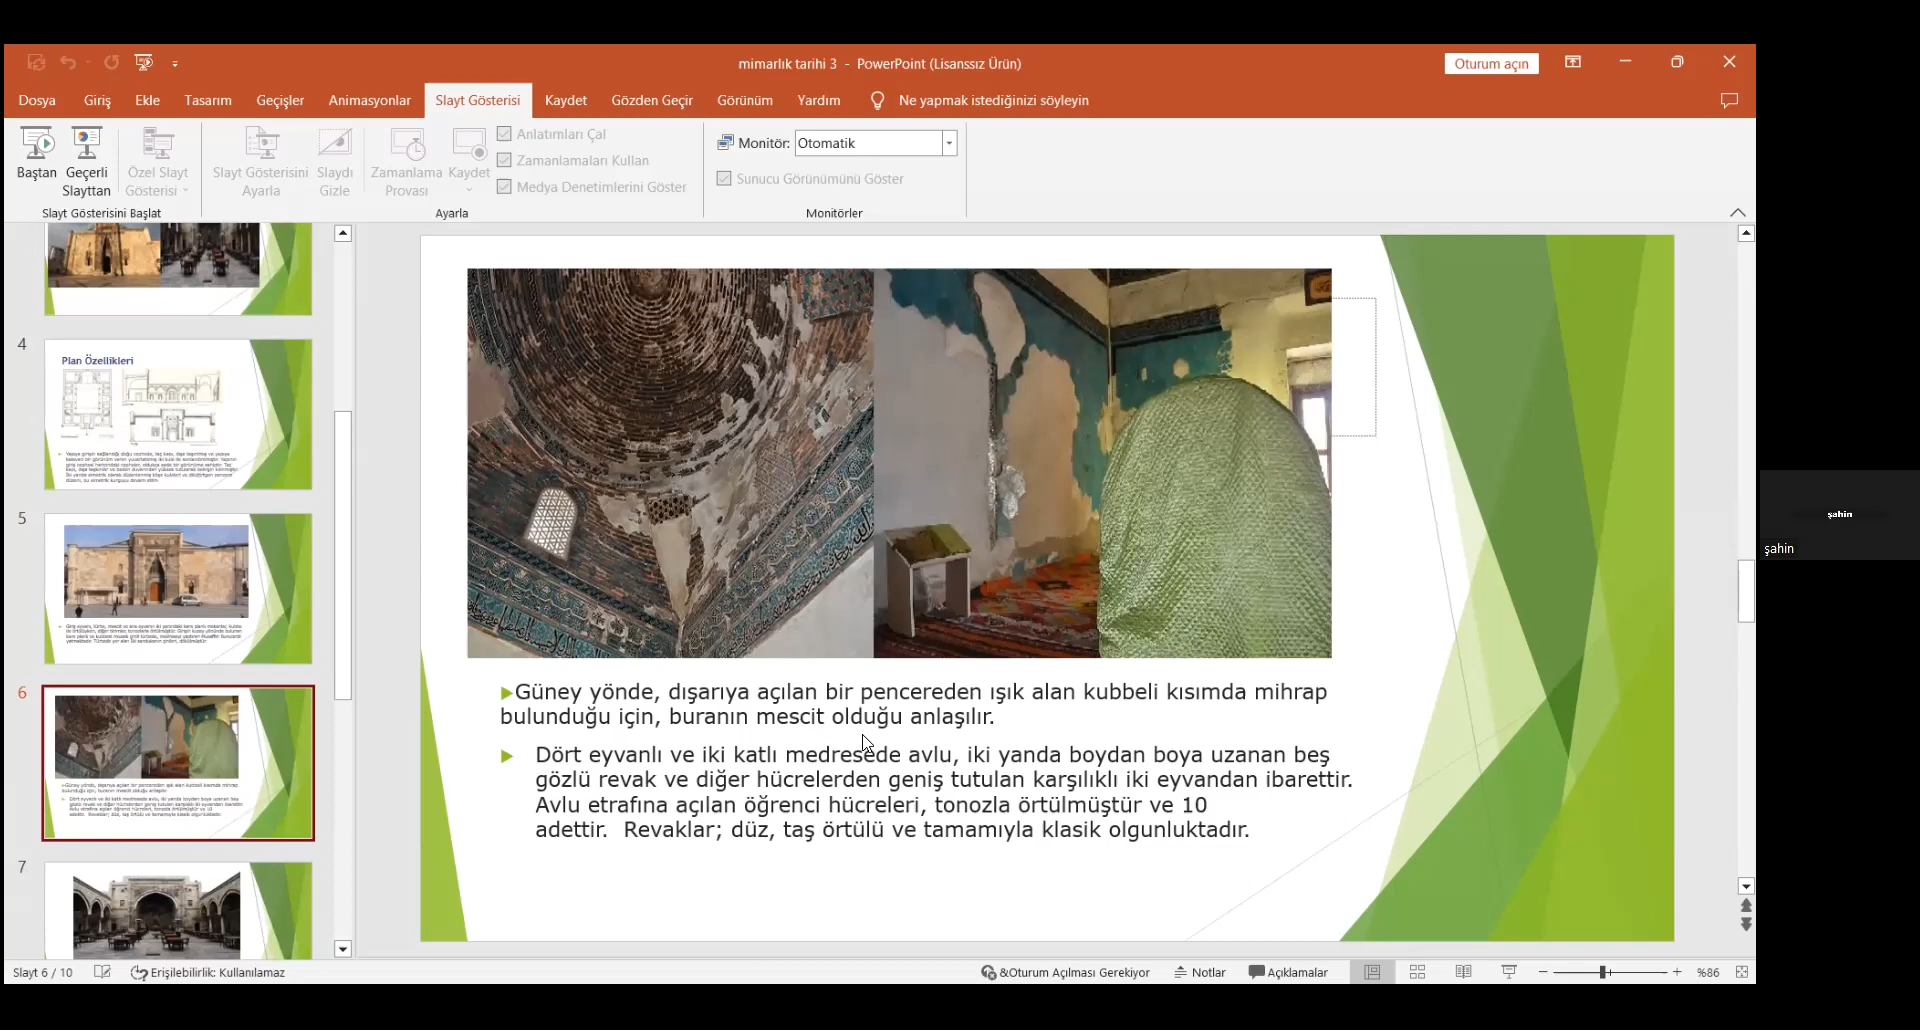 mimarlık tarihi 3 - PowerPoint (Lisanssız Ürün)
Oturum açın
Dosya Giriş Ekle Tasarım Geçişler Animasyonlar Slayt Gösterisi Kaydet Gözden Geçir Görünüm Yardım Ne yapmak istediğinizi söyleyin
Baştan
Geçerli Slayttan
Özel Slayt Gösterisi
Slayt Gösterisini Başlat
Slayt Gösterisini Ayarla
Slaydı Gizle
Zamanlama Provası
Kaydet
Anlatımları Çal
Zamanlamaları Kullan
Medya Denetimlerini Göster
Ayarla
Monitör: Otomatik
Sunucu Görünümünü Göster
Monitörler
4
Plan Özellikleri
5
6
7
▶Güney yönde, dışarıya açılan bir pencereden ışık alan kubbeli kısımda mihrap
bulunduğu için, buranın mescit olduğu anlaşılır.
▶ Dört eyvanlı ve iki katlı medresede avlu, iki yanda boydan boya uzanan beş
gözlü revak ve diğer hücrelerden geniş tutulan karşılıklı iki eyvandan ibarettir.
Avlu etrafına açılan öğrenci hücreleri, tonozla örtülmüştür ve 10
adettir. Revaklar; düz, taş örtülü ve tamamıyla klasik olgunluktadır.
şahin
şahin
Slayt 6 / 10
Erişilebilirlik: Kullanılamaz
&Oturum Açılması Gerekiyor
Notlar
Açıklamalar
%86